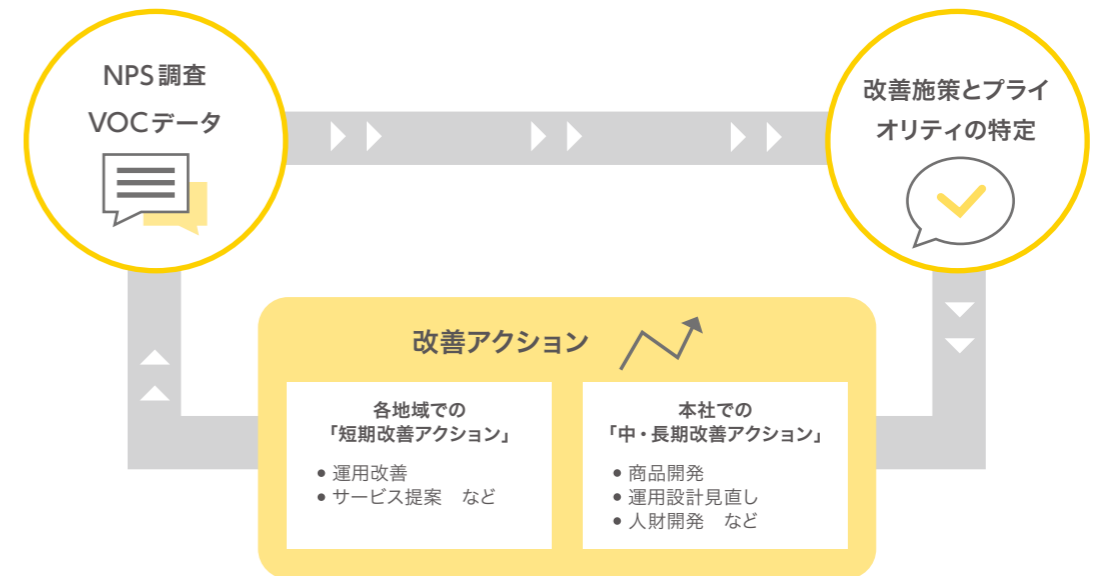 NPS調査
VOCデータ
改善施策とプライ
オリティの特定
改善アクション
各地域での
「短期改善アクション」
● 運用改善
● サービス提案　など
本社での
「中・長期改善アクション」
● 商品開発
● 運用設計見直し
● 人財開発　など